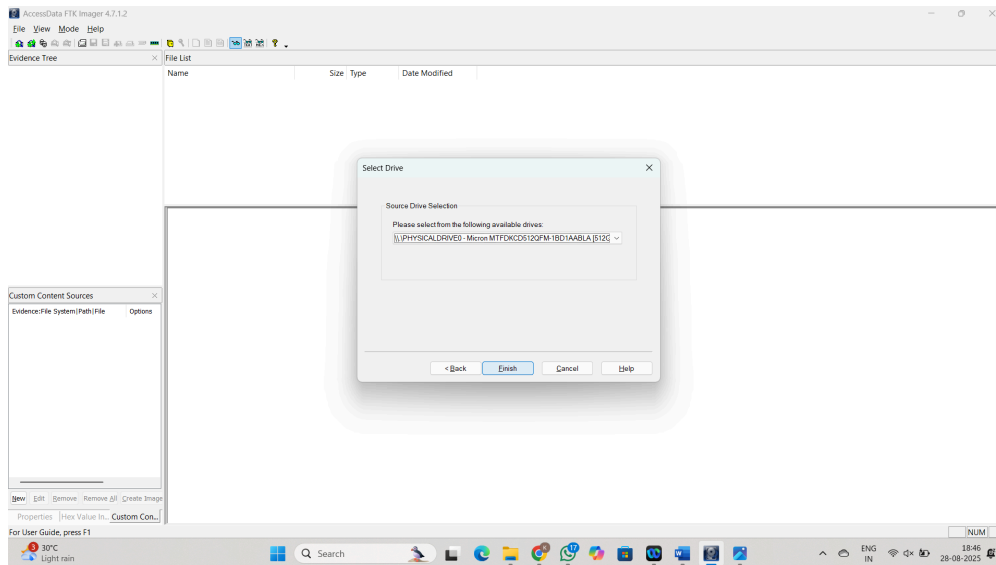 AccessData FTK Imager 4.7.1.2
File View Mode Help
Evidence Tree
File List
Name Size Type Date Modified
Select Drive
Source Drive Selection
Please select from the following available drives:
\\.\PHYSICALDRIVE0 - Micron MTFDKCD512QFM-1BD1AABLA [512G
< Back Finish Cancel Help
Custom Content Sources
Evidence:File System|Path|File Options
New Edit Remove Remove All Create Image
Properties Hex Value In... Custom Con...
For User Guide, press F1
NUM
3
30°C
Light rain
Search
17
ENG
IN
18:46
28-08-2025